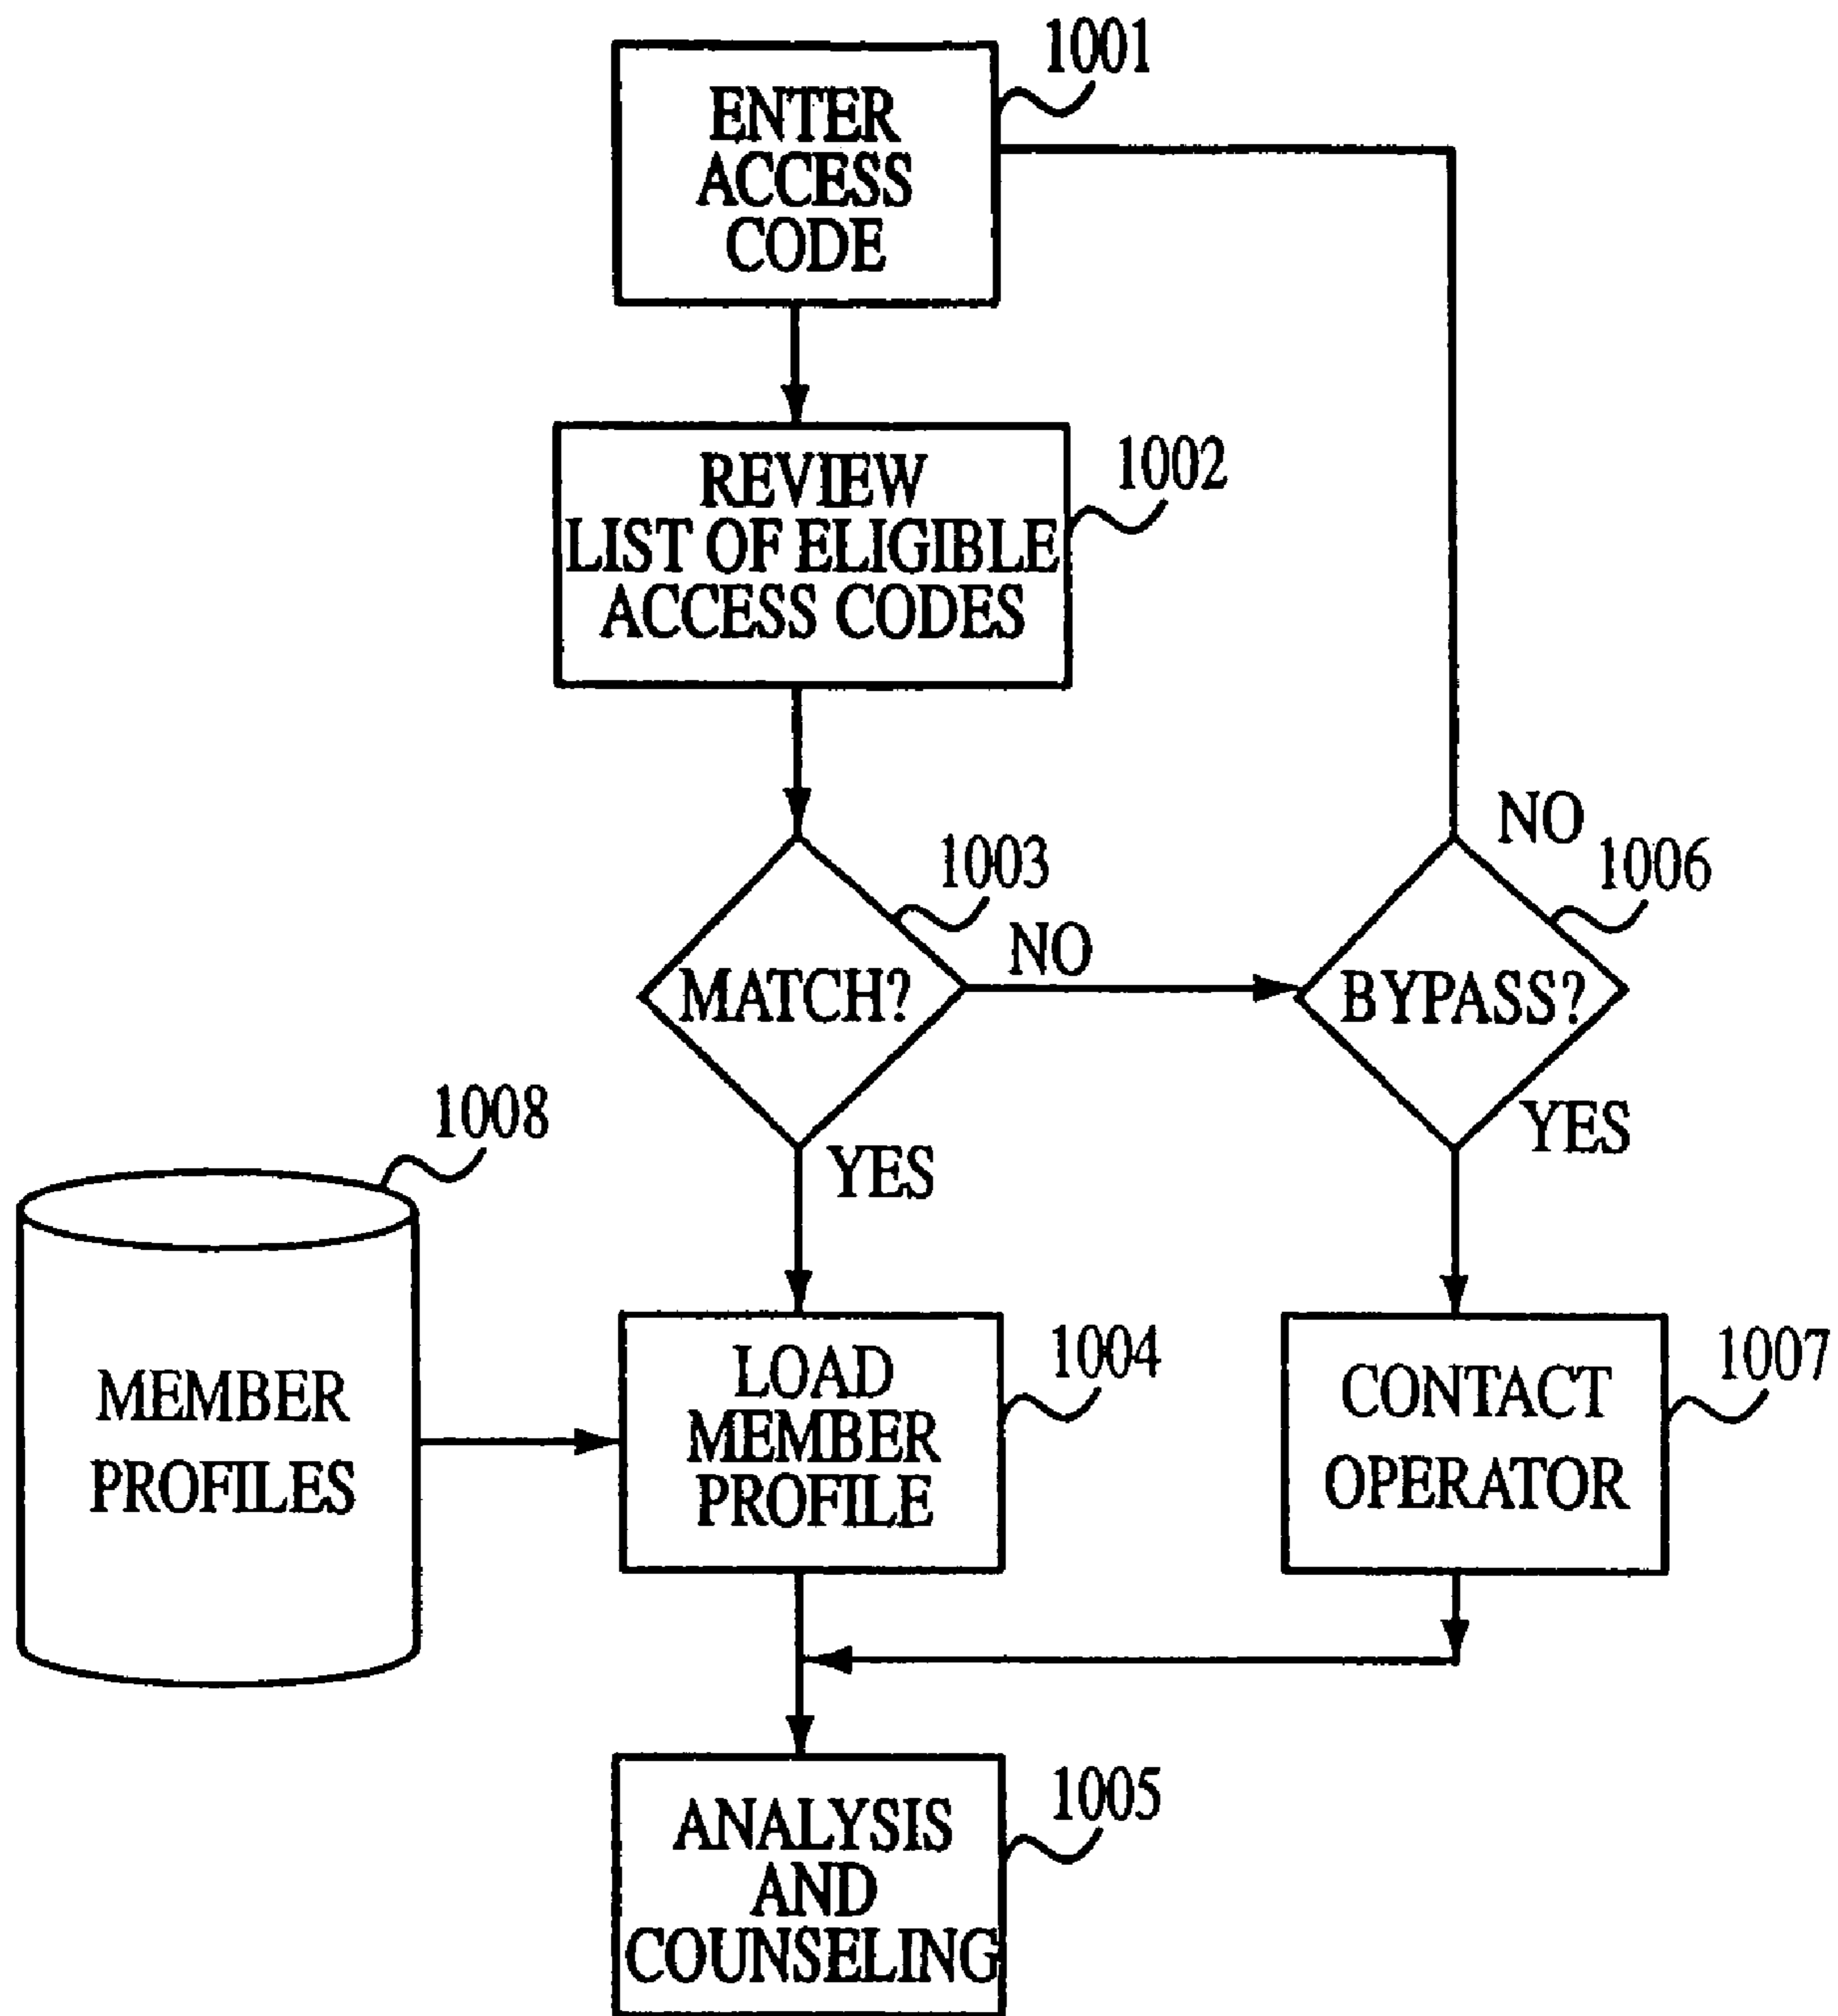 1001
ENTER
ACCESS
CODE
1002
REVIEW
LIST OF ELIGIBLE
ACCESS CODES
1003
MATCH?
NO
NO
1006
BYPASS?
YES
YES
1008
MEMBER
PROFILES
1004
LOAD
MEMBER
PROFILE
1007
CONTACT
OPERATOR
1005
ANALYSIS
AND
COUNSELING